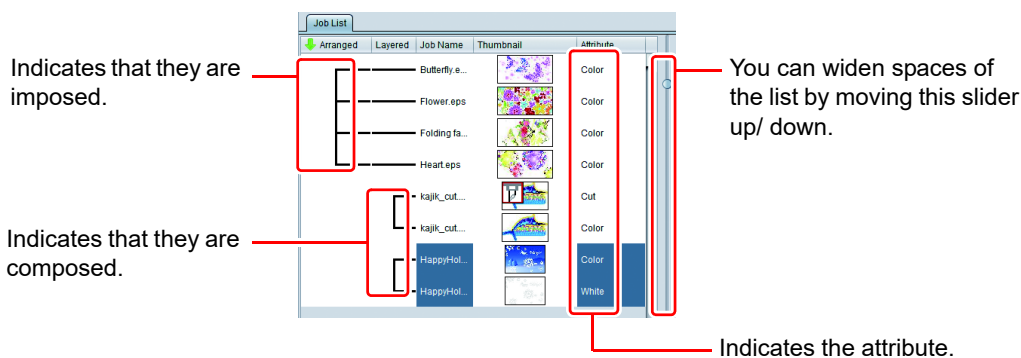 Job List
Arranged Layered Job Name Thumbnail Attribute
Indicates that they are
imposed.
Butterfly.e... Color
Flower.eps Color
Folding fa... Color
Heart.eps Color
You can widen spaces of
the list by moving this slider
up/ down.
kajik_cut.... Cut
kajik_cut.... Color
Indicates that they are
composed.
HappyHol... Color
HappyHol... White
Indicates the attribute.